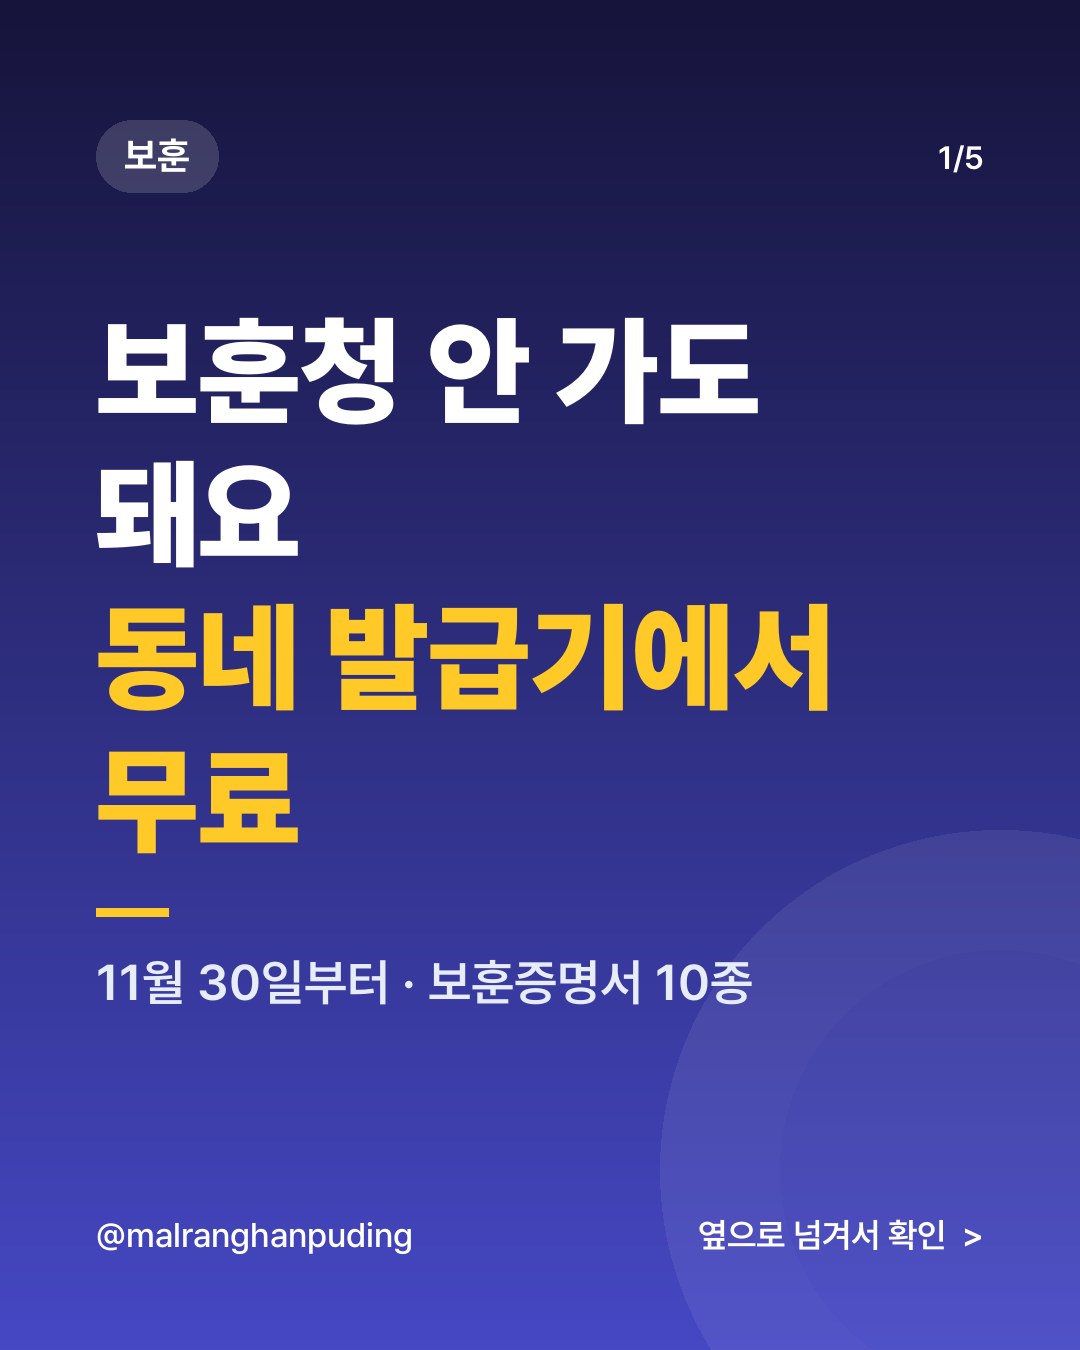 보훈
1/5
보훈청 안 가도
돼요
동네 발급기에서
무료
11월 30일부터 · 보훈증명서 10종
@malranghanpuding
옆으로 넘겨서 확인 >